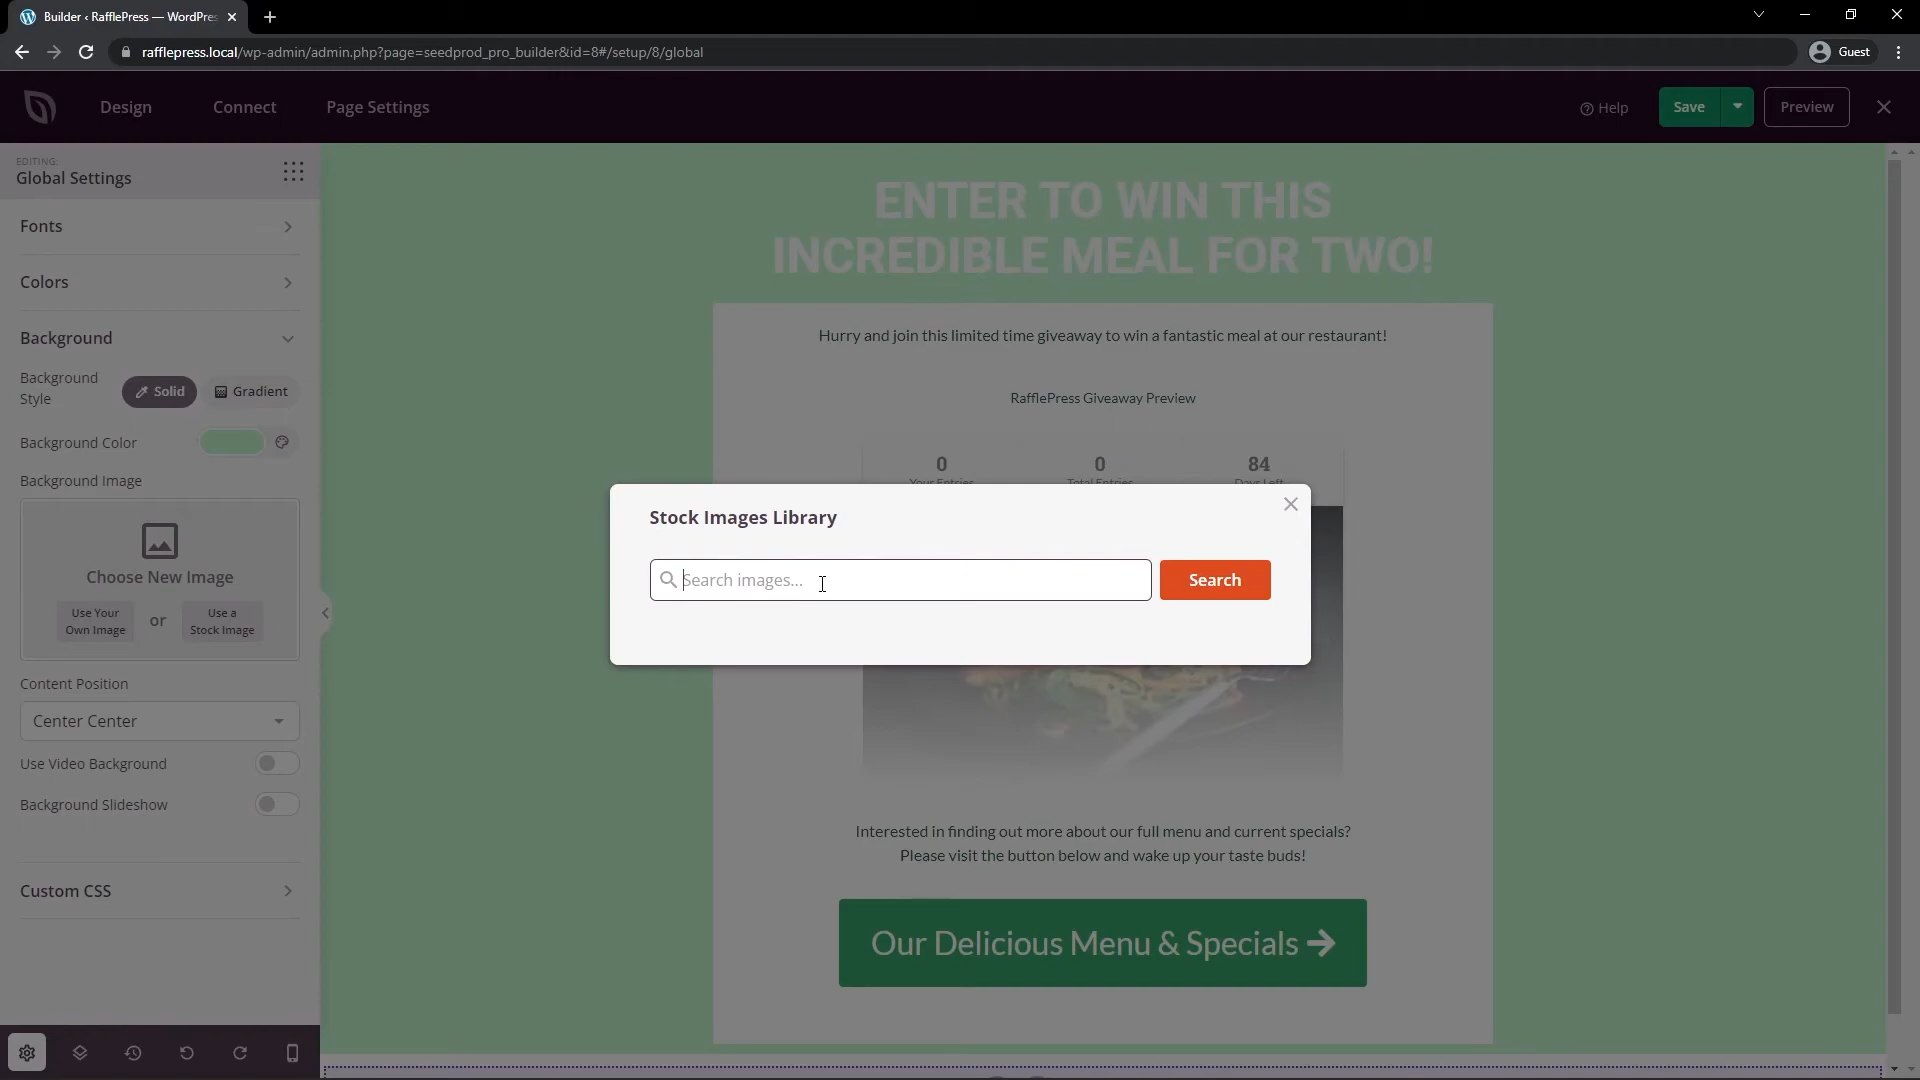 Builder ‹ RafflePress — WordPres
Guest
rafflepress.local/wp-admin/admin.php?page=seedprod_pro_builder&id=8#/setup/8/global
Design
Connect
Page Settings
Help
Save
Preview
EDITING:
Global Settings
Fonts
Colors
Background
Background
Style
Solid
Gradient
Background Color
Background Image
Choose New Image
Use Your
Own Image
or
Use a
Stock Image
Content Position
Center Center
Use Video Background
Background Slideshow
Custom CSS
ENTER TO WIN THIS
INCREDIBLE MEAL FOR TWO!
Hurry and join this limited time giveaway to win a fantastic meal at our restaurant!
RafflePress Giveaway Preview
0
Your Entries
0
Total Entries
84
Days Left
Stock Images Library
Search images...
Search
Interested in finding out more about our full menu and current specials?
Please visit the button below and wake up your taste buds!
Our Delicious Menu & Specials